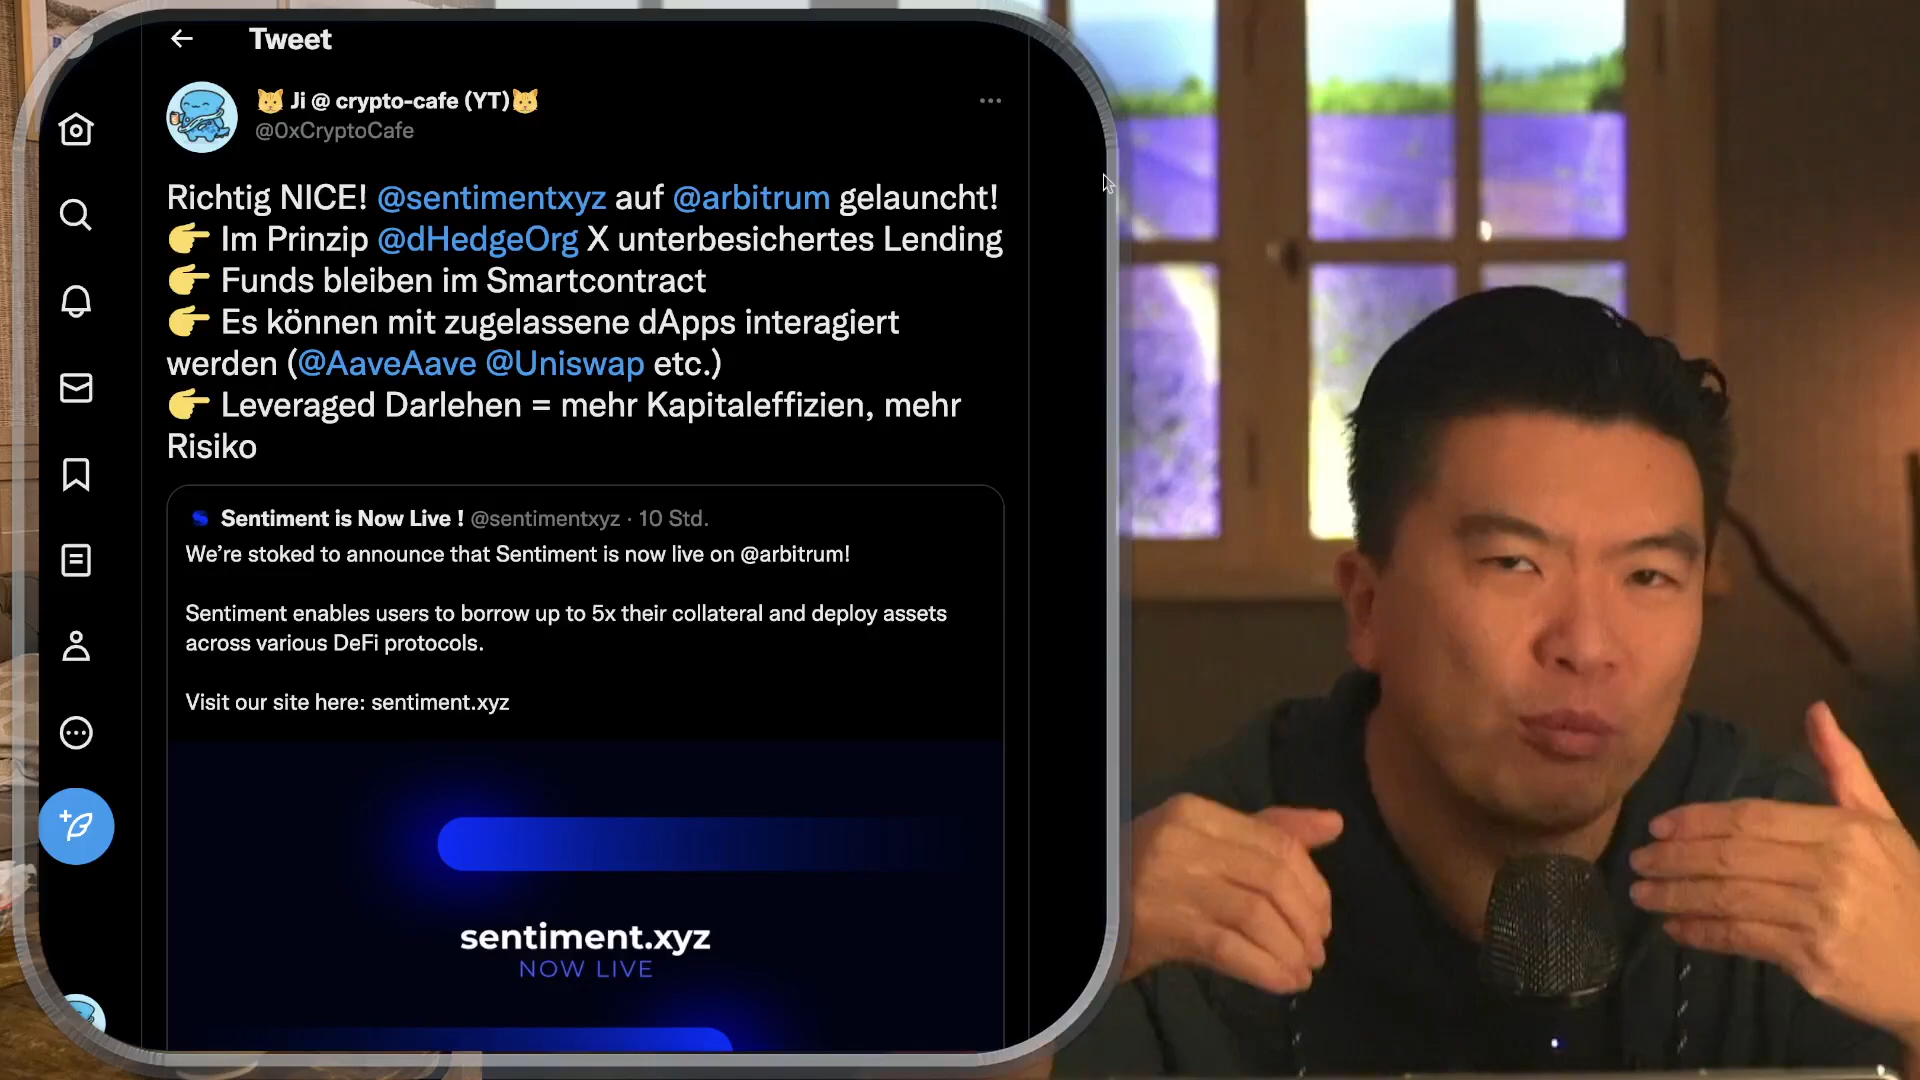 Tweet
🐱 Ji @ crypto-cafe (YT)🐱
@0xCryptoCafe
Richtig NICE! @sentimentxyz auf @arbitrum gelauncht!
👉 Im Prinzip @dHedgeOrg X unterbesichertes Lending
👉 Funds bleiben im Smartcontract
👉 Es können mit zugelassene dApps interagiert
werden (@AaveAave @Uniswap etc.)
👉 Leveraged Darlehen = mehr Kapitaleffizien, mehr
Risiko
Sentiment is Now Live ! @sentimentxyz · 10 Std.
We’re stoked to announce that Sentiment is now live on @arbitrum!
Sentiment enables users to borrow up to 5x their collateral and deploy assets
across various DeFi protocols.
Visit our site here: sentiment.xyz
sentiment.xyz
NOW LIVE